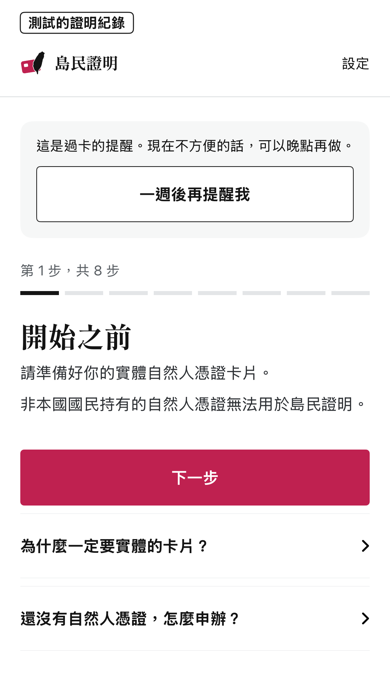 測試的證明紀錄
島民證明
設定
這是過卡的提醒。現在不方便的話，可以晚點再做。
一週後再提醒我
第 1 步，共 8 步
開始之前
請準備好你的實體自然人憑證卡片。
非本國國民持有的自然人憑證無法用於島民證明。
下一步
為什麼一定要實體的卡片？
還沒有自然人憑證，怎麼申辦？